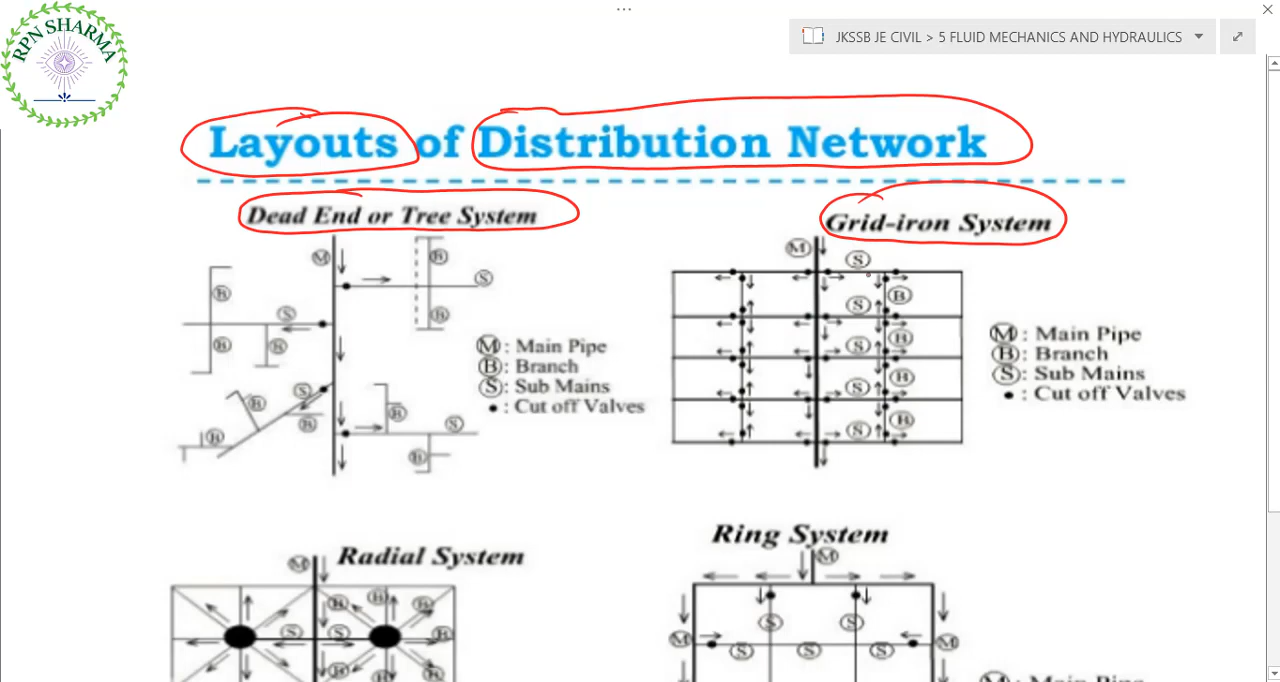 ...
RPN SHARMA
JKSSB JE CIVIL > 5 FLUID MECHANICS AND HYDRAULICS
Layouts of Distribution Network
Dead End or Tree System
M
B
S
B
B
S
B
B
M : Main Pipe
B : Branch
S : Sub Mains
• : Cut off Valves
S
B
B
B
B
S
B
Grid-iron System
M
S
B
S
B
S
B
S
B
S
M : Main Pipe
B : Branch
S : Sub Mains
• : Cut off Valves
Radial System
M
B
B
B
S
S
B
B
B
B
Ring System
M
S
S
M
S
S
S
M
M : Main Pipe